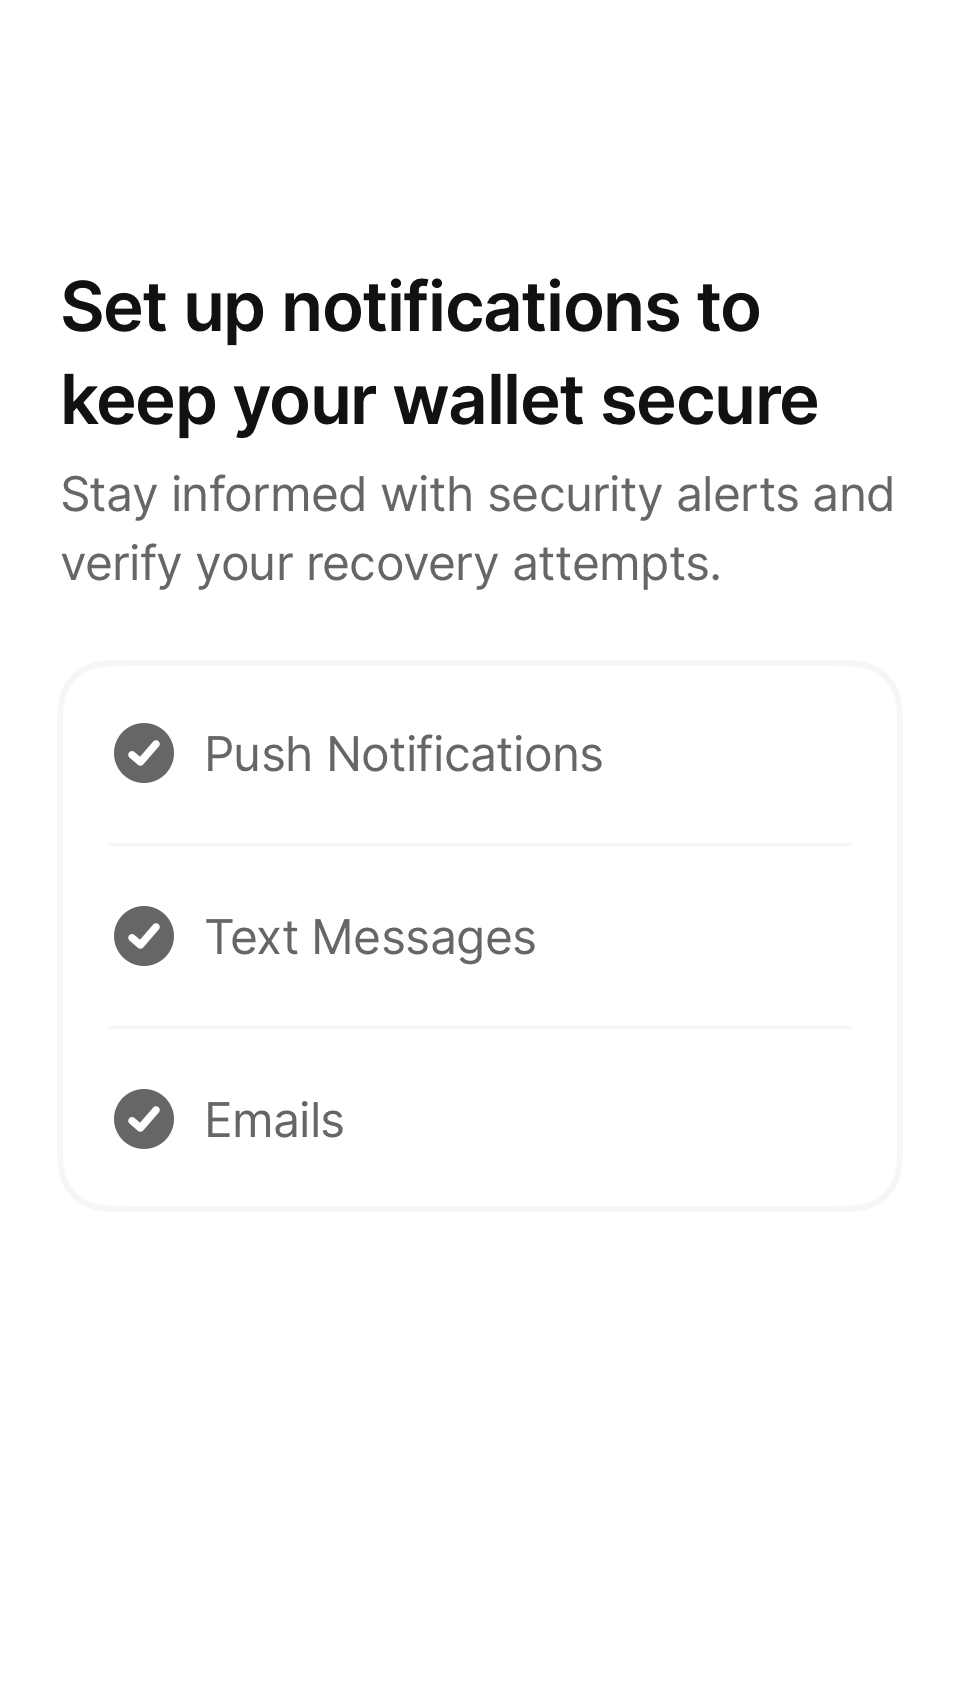 Set up notifications to
keep your wallet secure
Stay informed with security alerts and
verify your recovery attempts.
Push Notifications
Text Messages
Emails